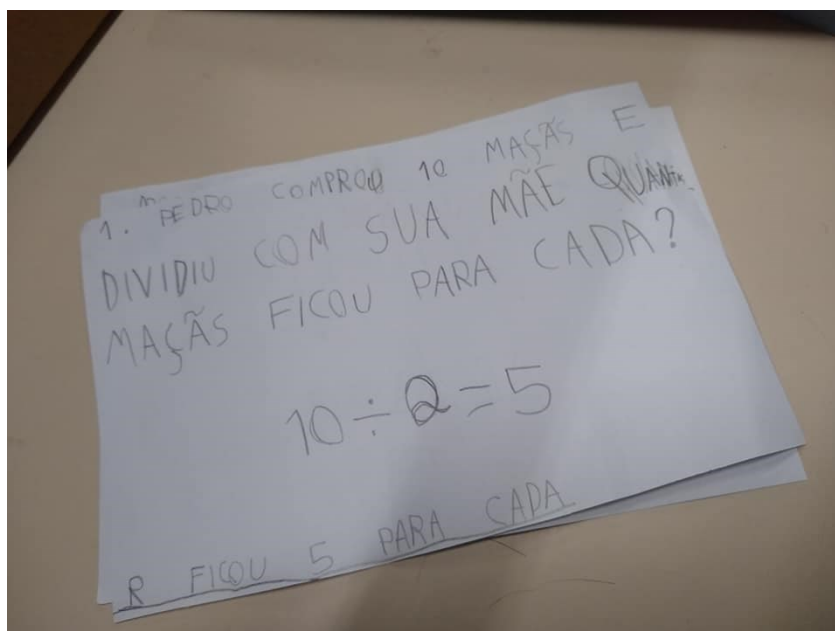 1. PEDRO COMPROU 10 MAÇÃS E
DIVIDIU COM SUA MÃE
MAÇÃS FICOU PARA CADA?
10 ÷ 2 = 5
R FICOU 5 PARA CADA